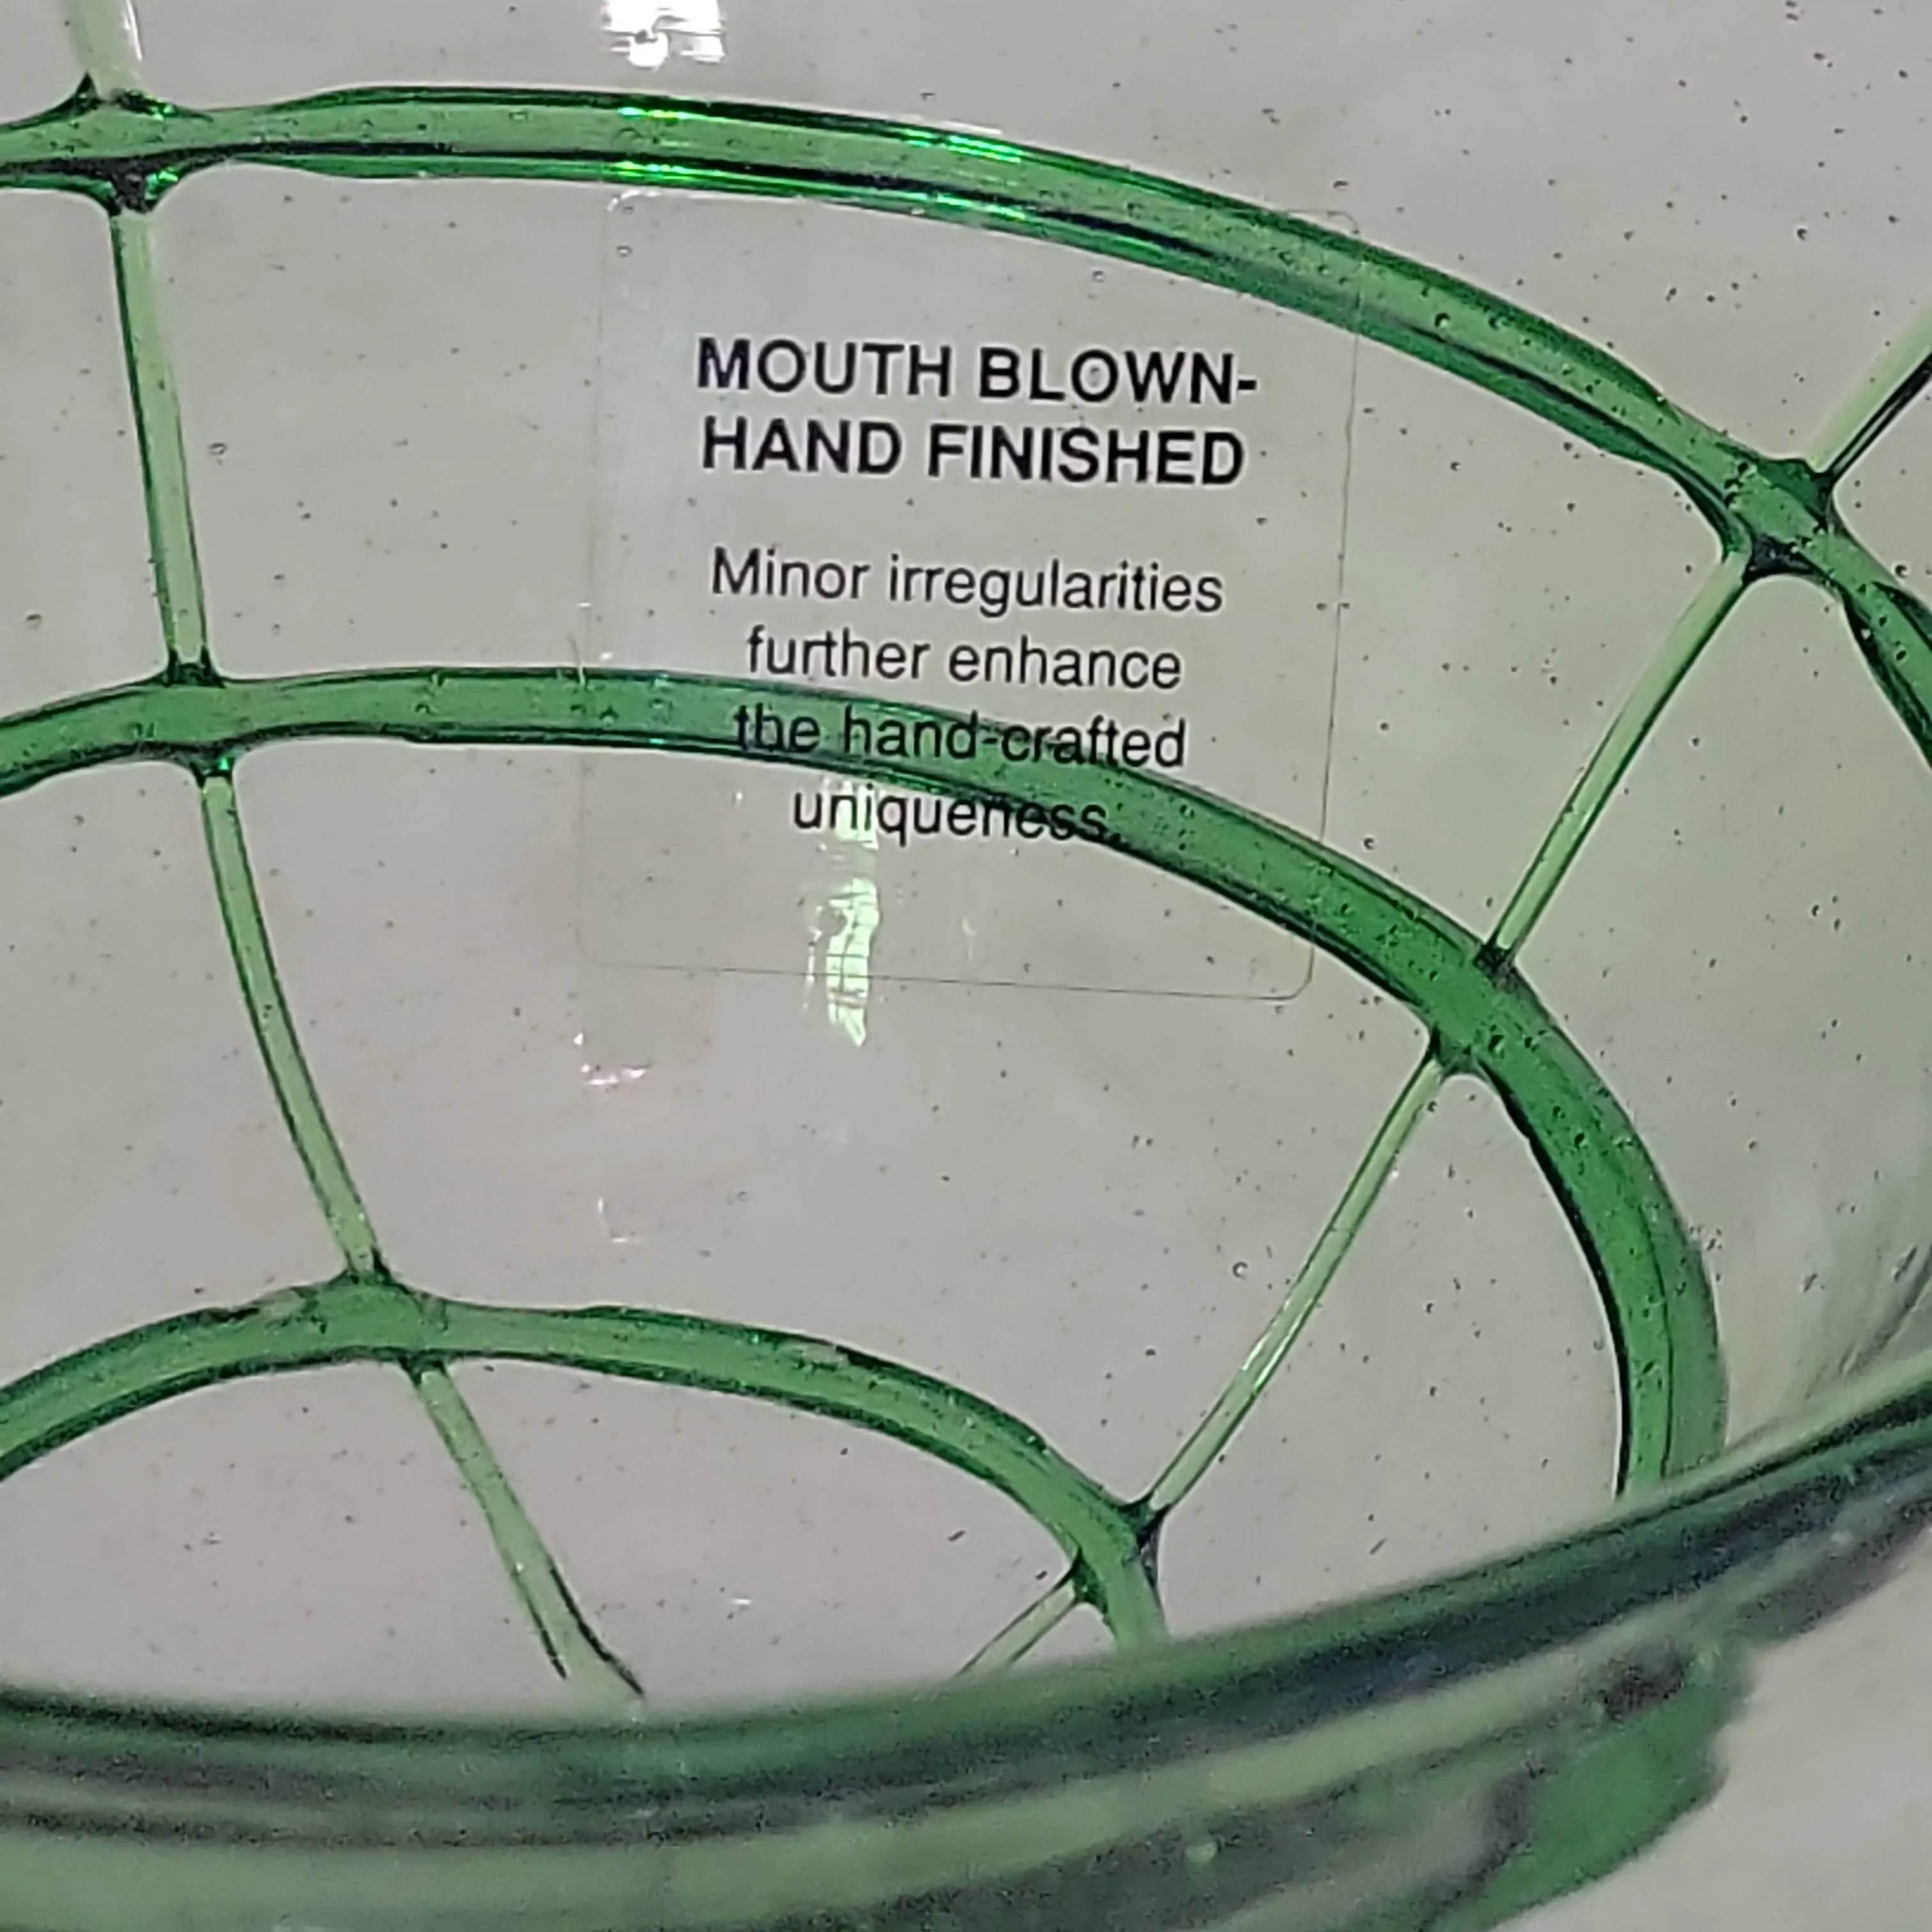 MOUTH BLOWN-
HAND FINISHED
Minor irregularities
further enhance
the hand-crafted
uniqueness.